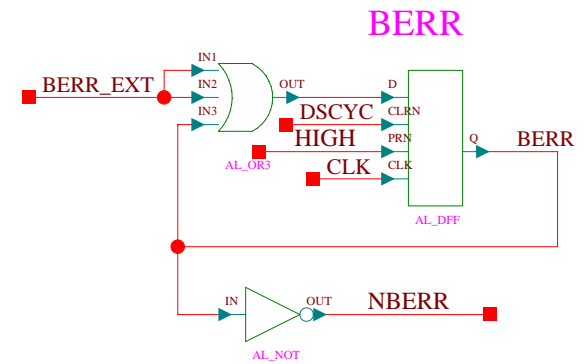 BERR
IN1
BERR_EXT
IN2
OUT
D
IN3
DSCYC
CLRN
HIGH
PRN
Q
BERR
AL_OR3
CLK
CLK
AL_DFF
IN
OUT
NBERR
AL_NOT